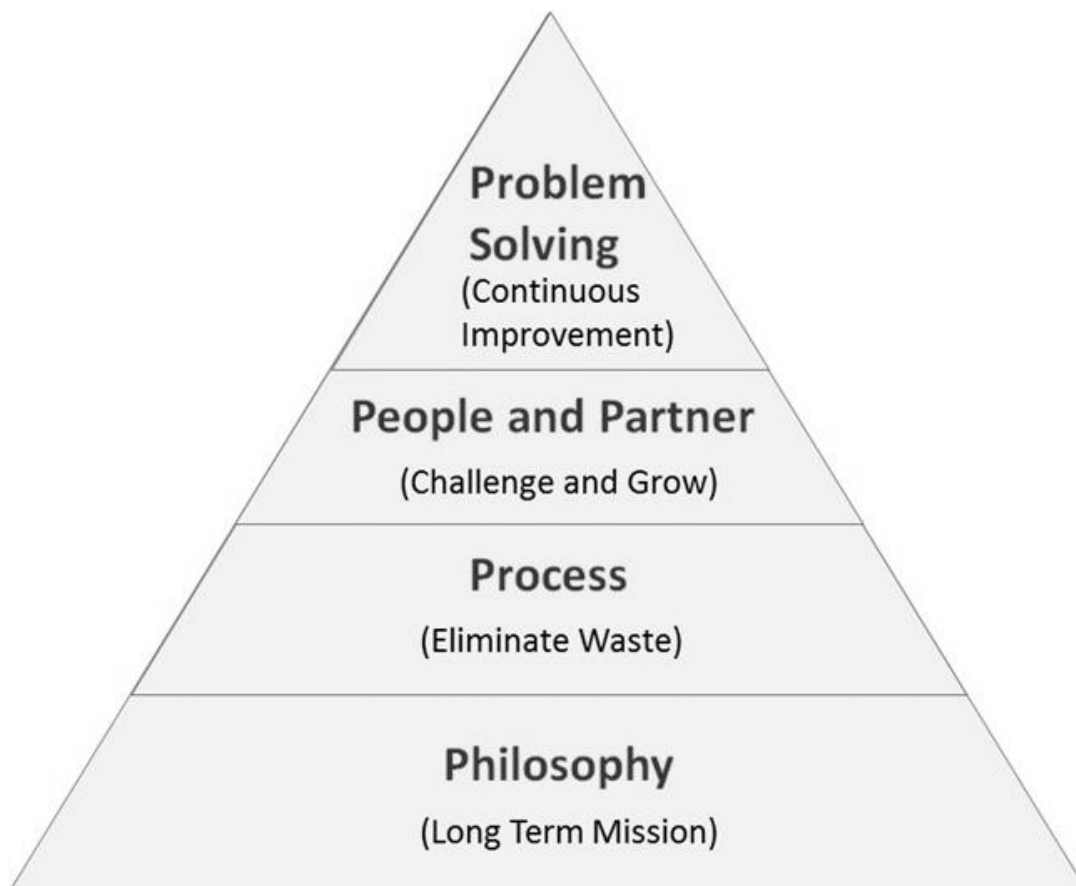 Problem
Solving
(Continuous
Improvement)
People and Partner
(Challenge and Grow)
Process
(Eliminate Waste)
Philosophy
(Long Term Mission)